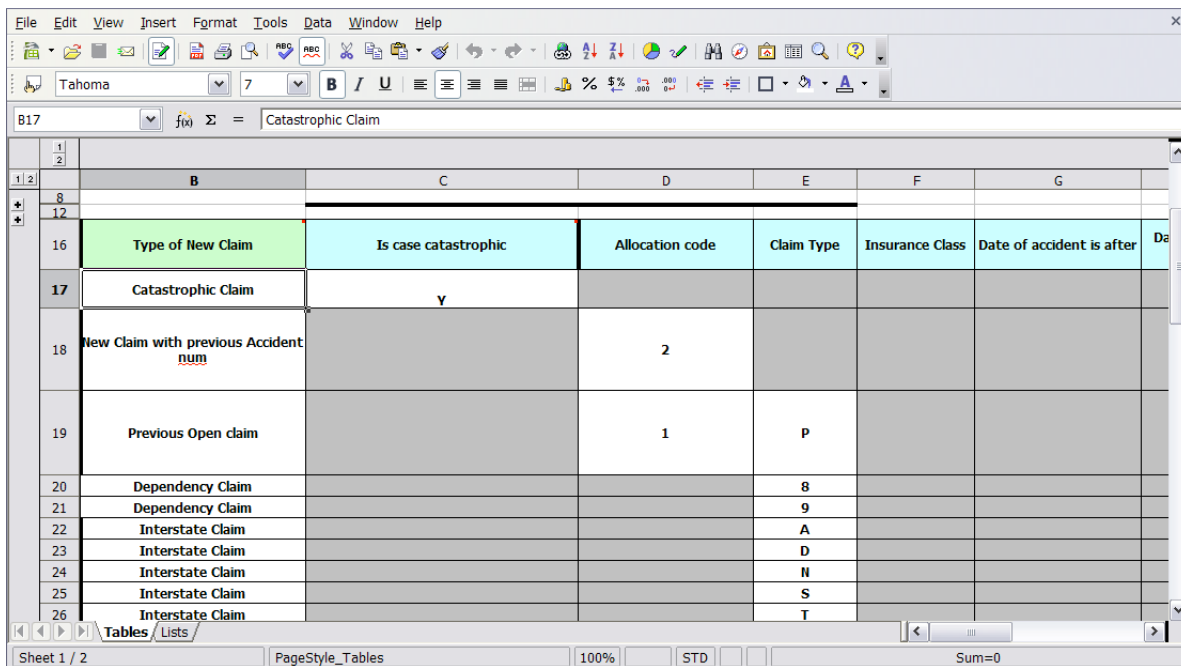 File Edit View Insert Format Tools Data Window Help
Tahoma 7 B I U
B17 f(x) Σ = Catastrophic Claim
1
2
1 2 B C D E F G
8
12
16 Type of New Claim Is case catastrophic Allocation code Claim Type Insurance Class Date of accident is after Da
17 Catastrophic Claim Y
18 New Claim with previous Accident num 2
19 Previous Open claim 1 P
20 Dependency Claim 8
21 Dependency Claim 9
22 Interstate Claim A
23 Interstate Claim D
24 Interstate Claim N
25 Interstate Claim S
26 Interstate Claim T
Tables Lists
Sheet 1 / 2 PageStyle_Tables 100% STD Sum=0